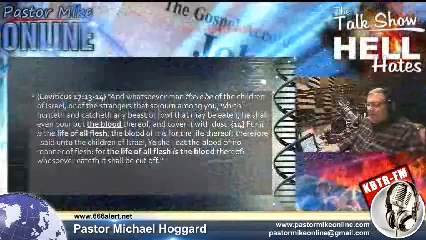 Pastor Mike
ONLINE
The
Talk Show
HELL
Hates
The Gospel
(Leviticus 17:13-14) "And whatsoever man there be of the children
of Israel, or of the strangers that sojourn among you, which
hunteth and catcheth any beast or fowl that may be eaten; he shall
even pour out the blood thereof, and cover it with dust. {14} For it
is the life of all flesh; the blood of it is for the life thereof: therefore
I said unto the children of Israel, Ye shall eat the blood of no
manner of flesh: for the life of all flesh is the blood thereof:
whosoever eateth it shall be cut off."
KBTR-FM
www.666alert.net
Pastor Michael Hoggard
www.pastormikeonline.com
pastormikeonline@gmail.com